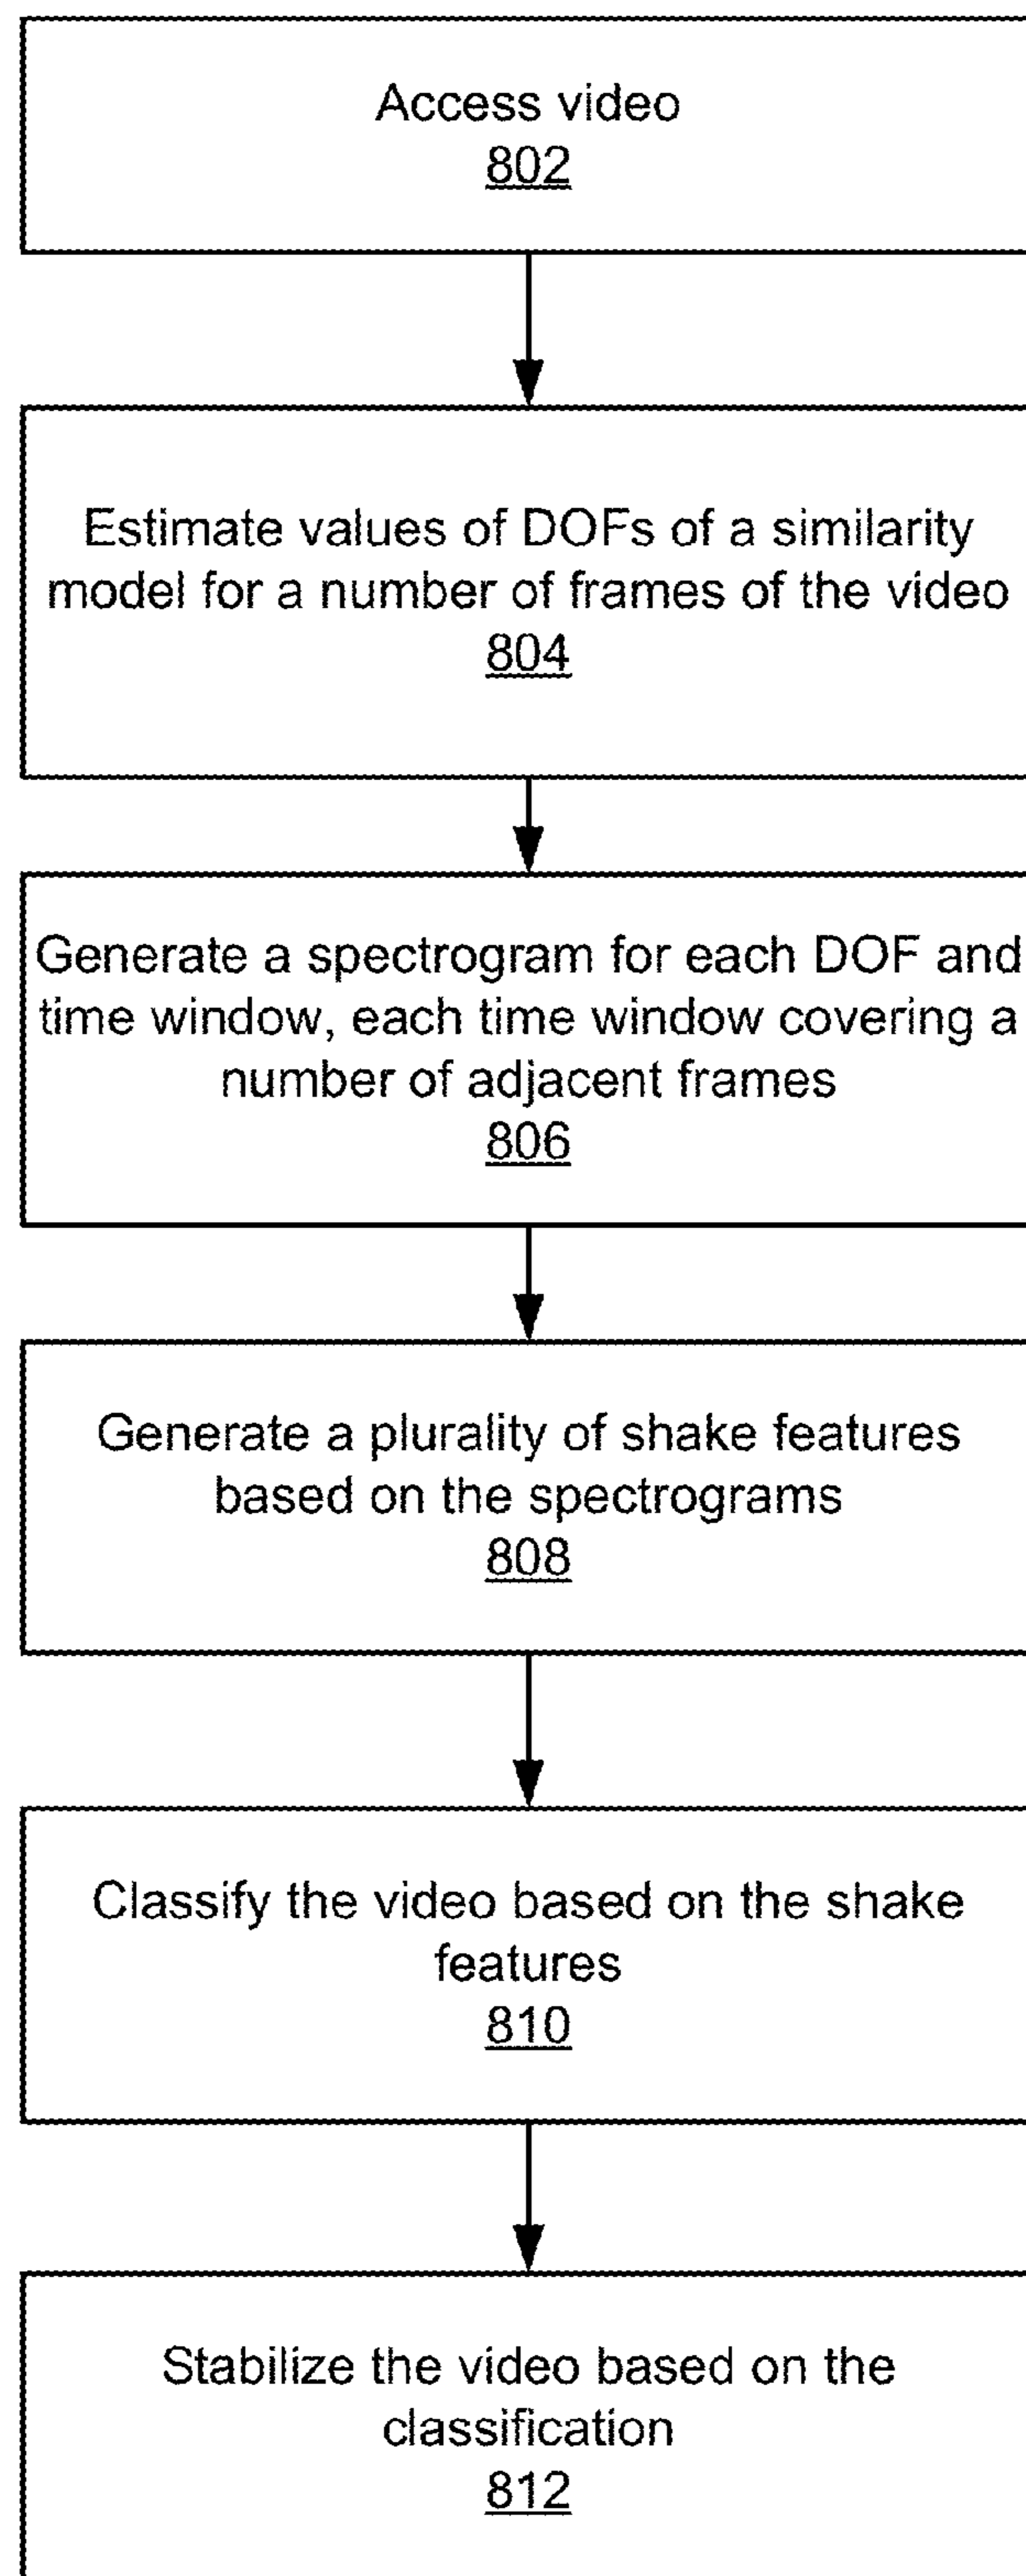 Access video
802
Estimate values of DOFs of a similarity
model for a number of frames of the video
804
Generate a spectrogram for each DOF and
time window, each time window covering a
number of adjacent frames
806
Generate a plurality of shake features
based on the spectrograms
808
Classify the video based on the shake
features
810
Stabilize the video based on the
classification
812